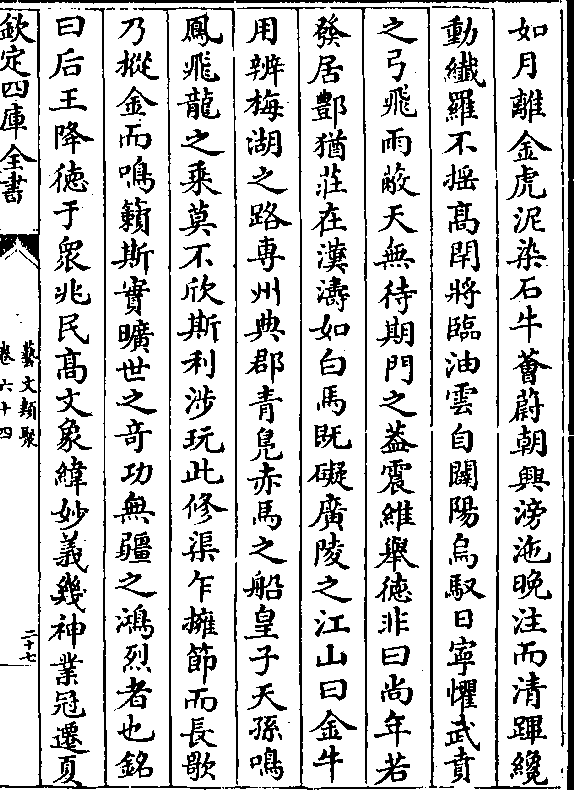 如月離金虎泥染石牛薈蔚朝興滂沲晚注而清蹕纔
動纖羅不揺髙閈將臨油雲自闢陽烏馭日寧懼武賁
之弓飛雨蔽天無待期門之葢震維舉德非曰尚年若
發居酆猶莊在漢濤如白馬既礙廣陵之江山曰金牛
用辨梅湖之路専州典郡青鳬赤馬之船皇子天孫鳴
鳳飛龍之乗莫不欣斯利涉玩此修渠乍擁節而長歌
乃摐金而鳴籟斯實曠世之竒功無疆之鴻烈者也銘
曰后王降徳于衆兆民髙文象緯妙義幾神業冠遷夏
欽定四庫全書
藝文類聚
卷六十四
二十七